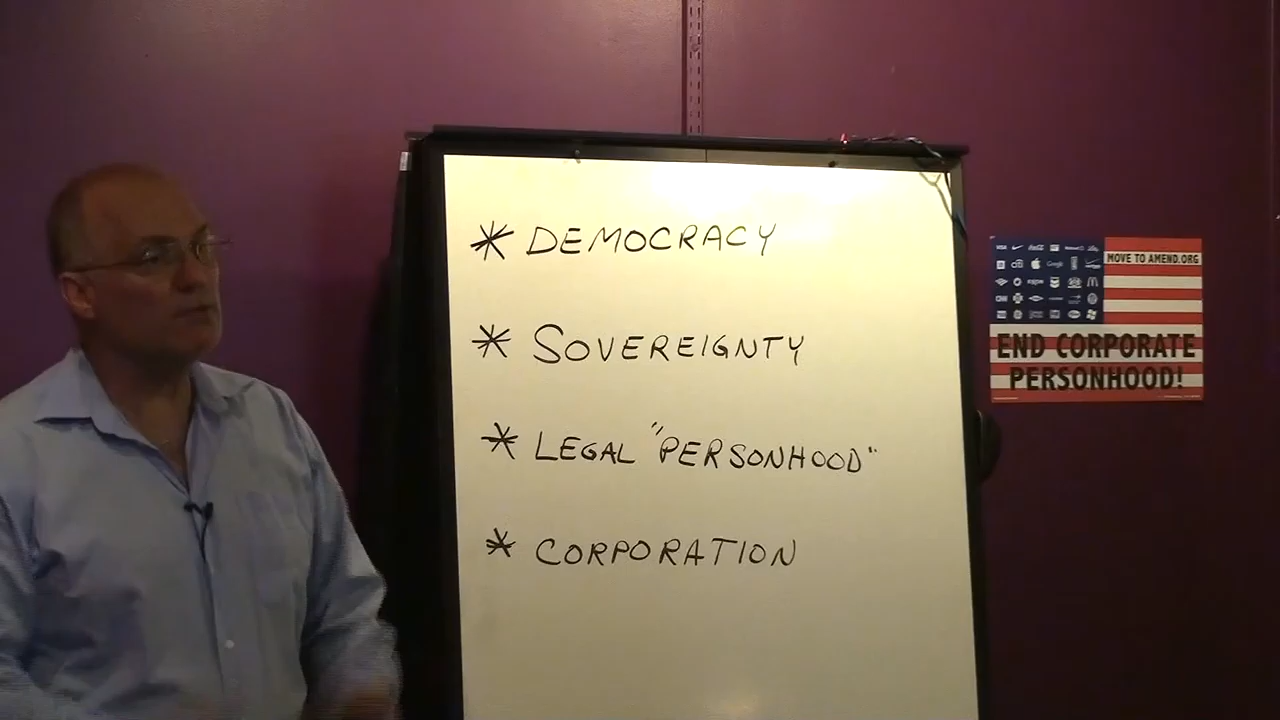 * DEMOCRACY
* SOVEREIGNTY
* LEGAL "PERSONHOOD"
* CORPORATION
MOVE TO AMEND.ORG
END CORPORATE
PERSONHOOD!